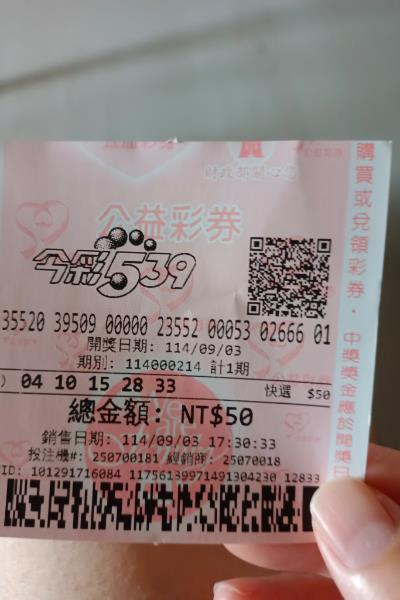 財政部關心您
公益彩券
今彩539
35520 39509 00000 23552 00053 02666 01
開獎日期: 114/09/03
期別: 114000214 計1期
04 10 15 28 33 快選 $50
總金額: NT$50
銷售日期: 114/09/03 17:30:33
投注機#: 250700181 經銷商: 25070018
ID: 101291716084 11756139971491304230 12833
購買或兌領彩券，中獎獎金應於開獎日